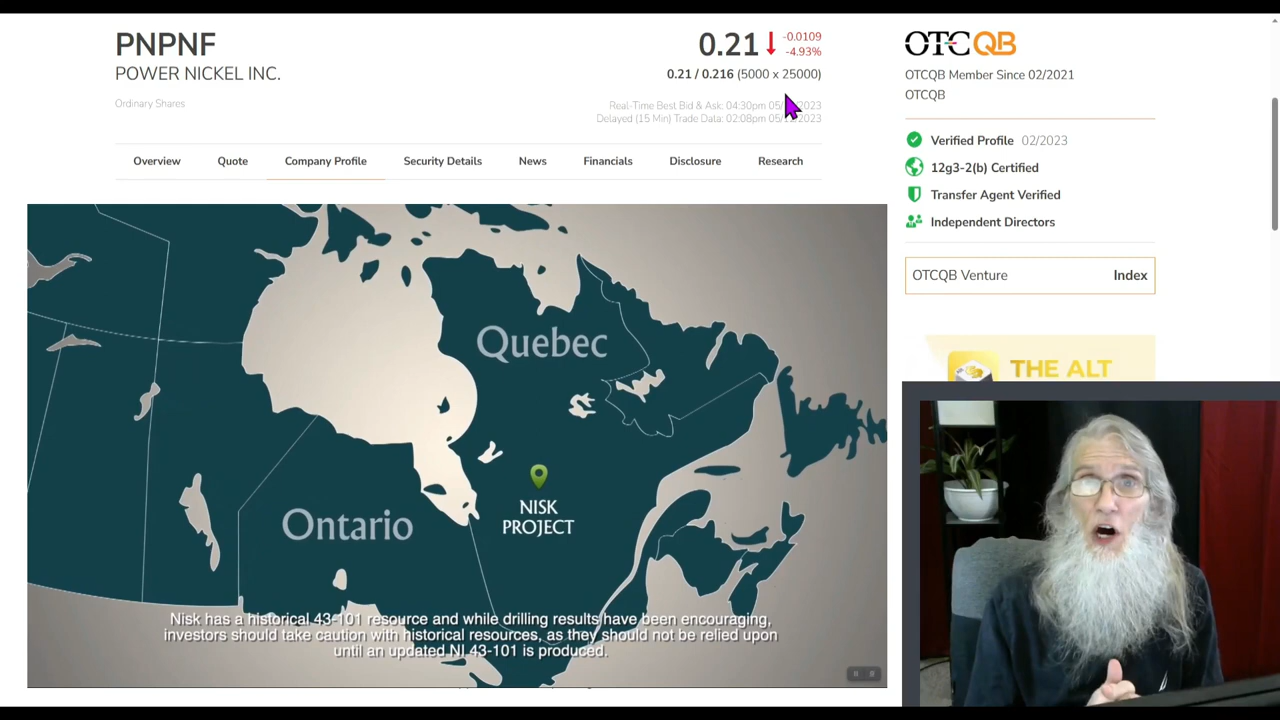 PNPNF
POWER NICKEL INC.
Ordinary Shares
0.21
-0.0109
-4.93%
0.21 / 0.216 (5000 x 25000)
Real-Time Best Bid & Ask: 04:30pm 05/ 2023
Delayed (15 Min) Trade Data: 02:08pm 05/ 2023
Overview
Quote
Company Profile
Security Details
News
Financials
Disclosure
Research
OTCQB
OTCQB Member Since 02/2021
OTCQB
Verified Profile 02/2023
12g3-2(b) Certified
Transfer Agent Verified
Independent Directors
OTCQB Venture Index
THE ALT
Quebec
NISK
PROJECT
Ontario
Nisk has a historical 43-101 resource and while drilling results have been encouraging,
investors should take caution with historical resources, as they should not be relied upon
until an updated NI 43-101 is produced.